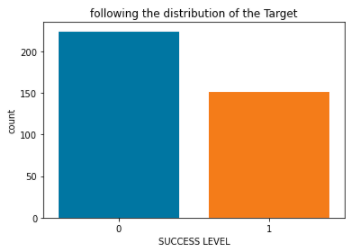 following the distribution of the Target
count
200
150
100
50
0
0 1
SUCCESS LEVEL